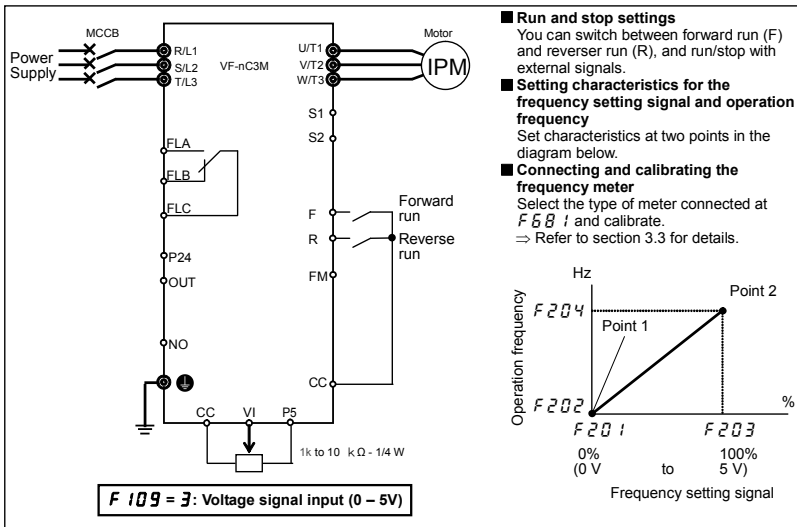 MCCB
Power
Supply
R/L1
S/L2
T/L3
VF-nC3M
U/T1
V/T2
W/T3
Motor
IPM
S1
S2
FLA
FLB
FLC
P24
OUT
NO
F
R
FM
CC
Forward
run
Reverse
run
CC VI P5
1k to 10 k Ω - 1/4 W
F109 = 3: Voltage signal input (0 – 5V)
■ Run and stop settings
You can switch between forward run (F)
and reverser run (R), and run/stop with
external signals.
■ Setting characteristics for the
frequency setting signal and operation
frequency
Set characteristics at two points in the
diagram below.
■ Connecting and calibrating the
frequency meter
Select the type of meter connected at
F681 and calibrate.
⇒ Refer to section 3.3 for details.
Hz
Operation frequency
F204
Point 1
Point 2
F202
%
F201 F203
0% 100%
(0 V to 5 V)
Frequency setting signal